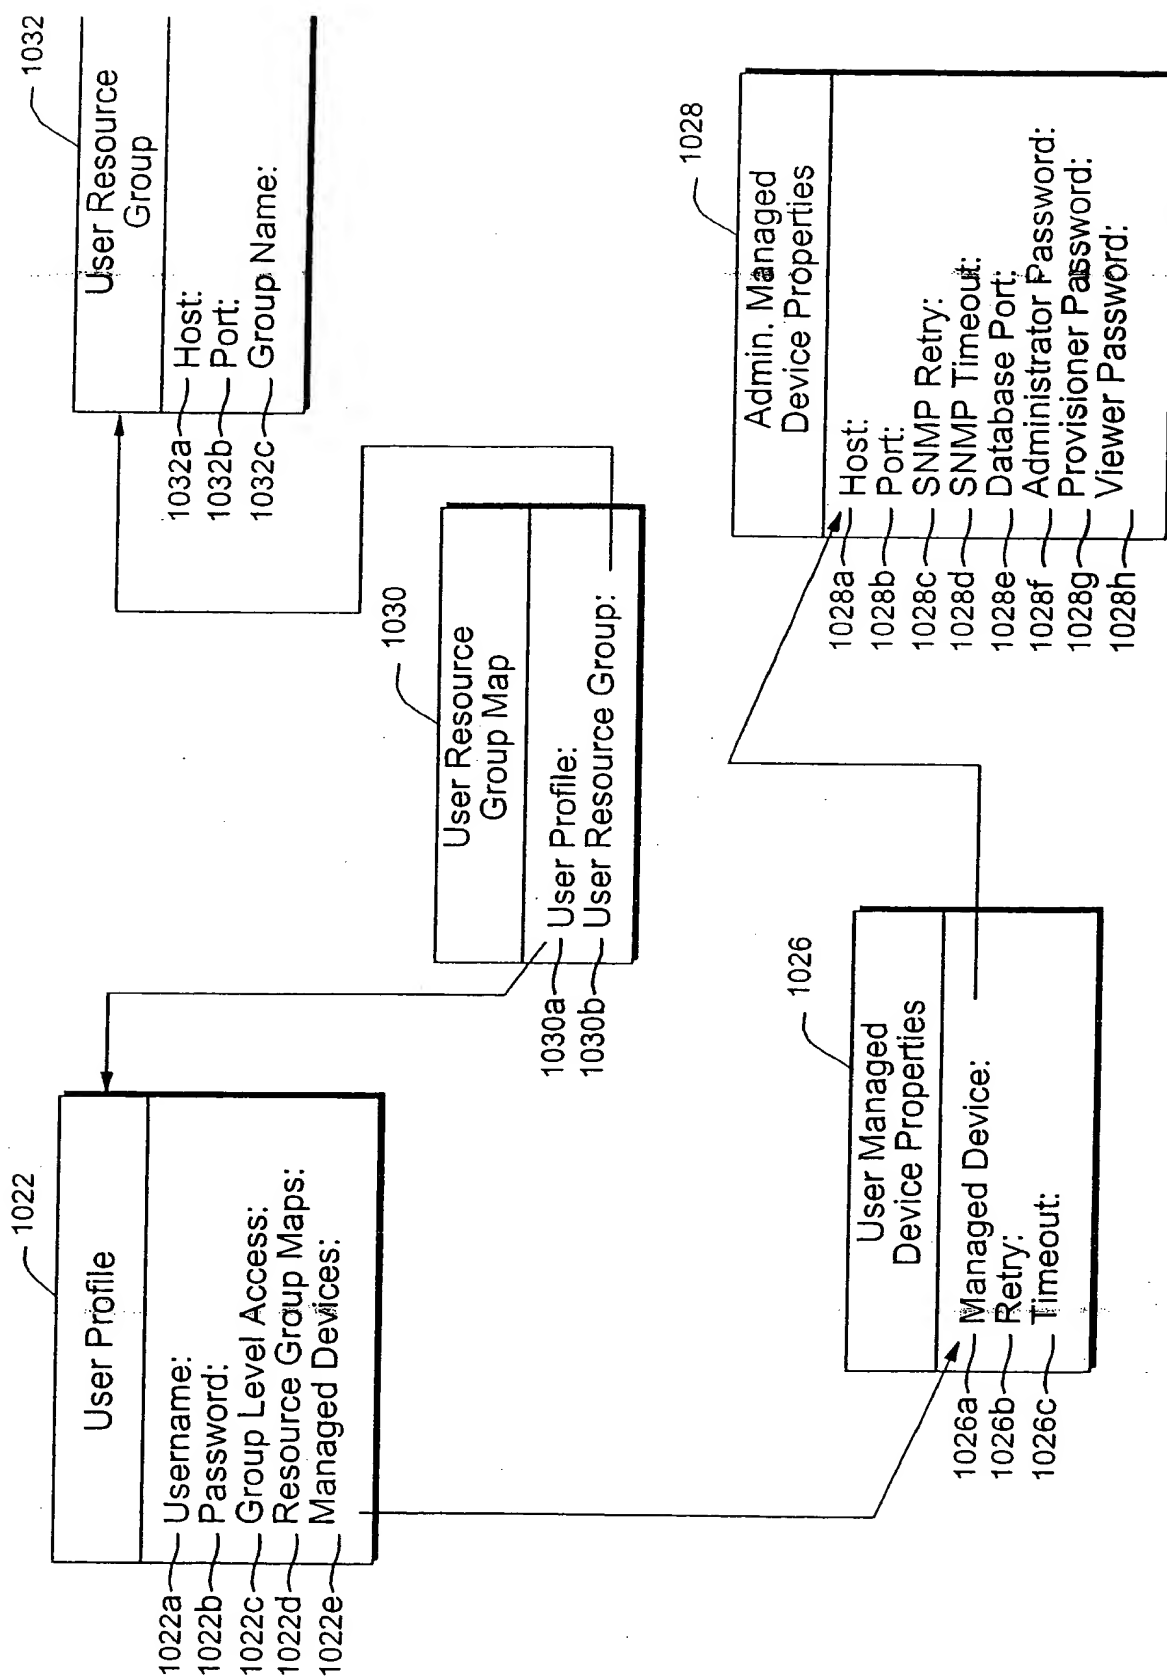 1022
User Profile
1022a Username:
1022b Password:
1022c Group Level Access:
1022d Resource Group Maps:
1022e Managed Devices:
1030
User Resource
Group Map
1030a User Profile:
1030b User Resource Group:
1032
User Resource
Group
1032a Host:
1032b Port:
1032c Group Name:
1026
User Managed
Device Properties
1026a Managed Device:
1026b Retry:
1026c Timeout:
1028
Admin. Managed
Device Properties
1028a Host:
1028b Port:
1028c SNMP Retry:
1028d SNMP Timeout:
1028e Database Port:
1028f Administrator Password:
1028g Provisioner Password:
1028h Viewer Password: